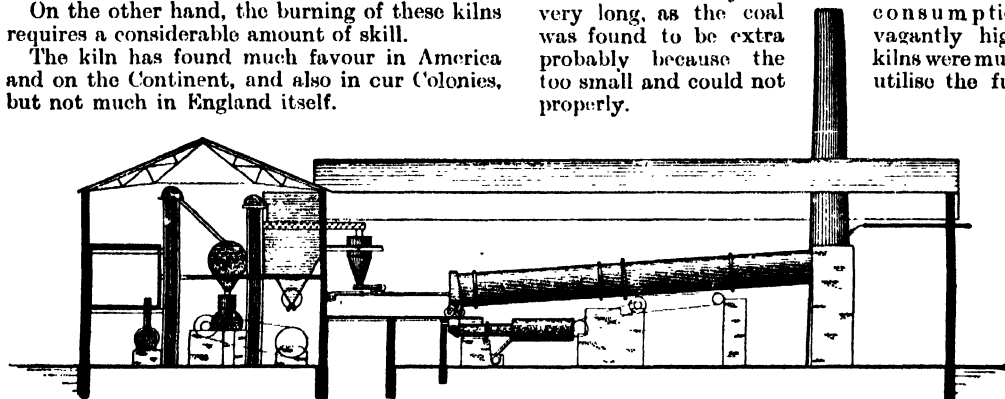 On the other hand, the burning of these kilns
requires a considerable amount of skill.
The kiln has found much favour in America
and on the Continent, and also in cur Colonies,
but not much in England itself.
very long, as the coal
was found to be extra
probably because the
too small and could not
properly.
consumptio
vagantly hig
kilns were mu
utilise the fu